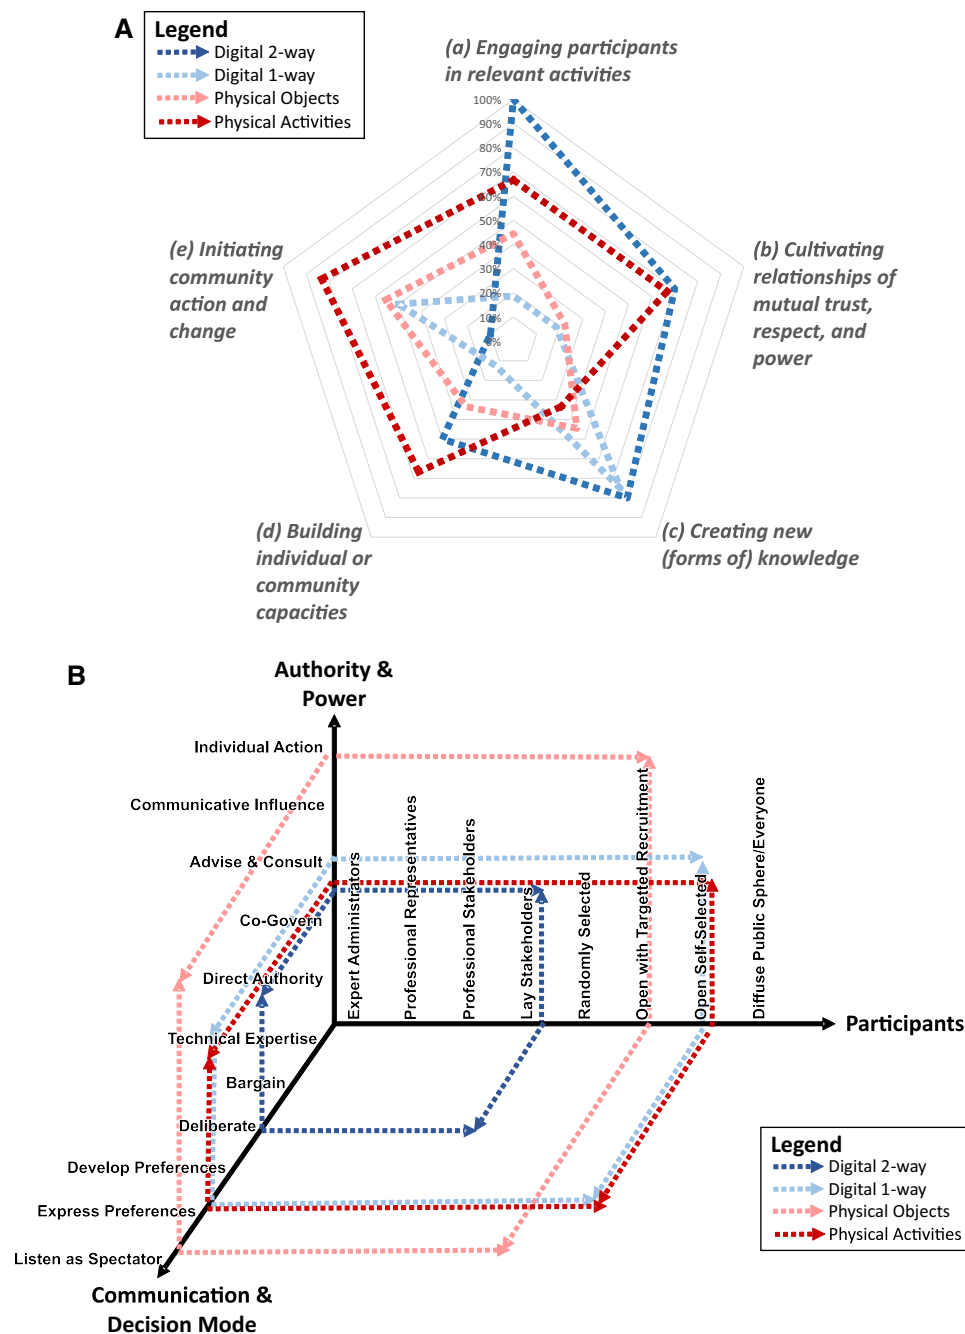 A
Legend
Digital 2-way
Digital 1-way
Physical Objects
Physical Activities
(a) Engaging participants
in relevant activities
100%
90%
80%
70%
60%
50%
40%
30%
20%
10%
0%
(b) Cultivating
relationships of
mutual trust,
respect, and
power
(c) Creating new
(forms of) knowledge
(d) Building
individual or
community
capacities
(e) Initiating
community
action and
change
B
Authority &
Power
Individual Action
Communicative Influence
Advise & Consult
Co-Govern
Direct Authority
Expert Administrators
Professional Representatives
Professional Stakeholders
Lay Stakeholders
Randomly Selected
Open with Targetted Recruitment
Open Self-Selected
Diffuse Public Sphere/Everyone
Participants
Technical Expertise
Bargain
Deliberate
Develop Preferences
Express Preferences
Listen as Spectator
Communication &
Decision Mode
Legend
Digital 2-way
Digital 1-way
Physical Objects
Physical Activities